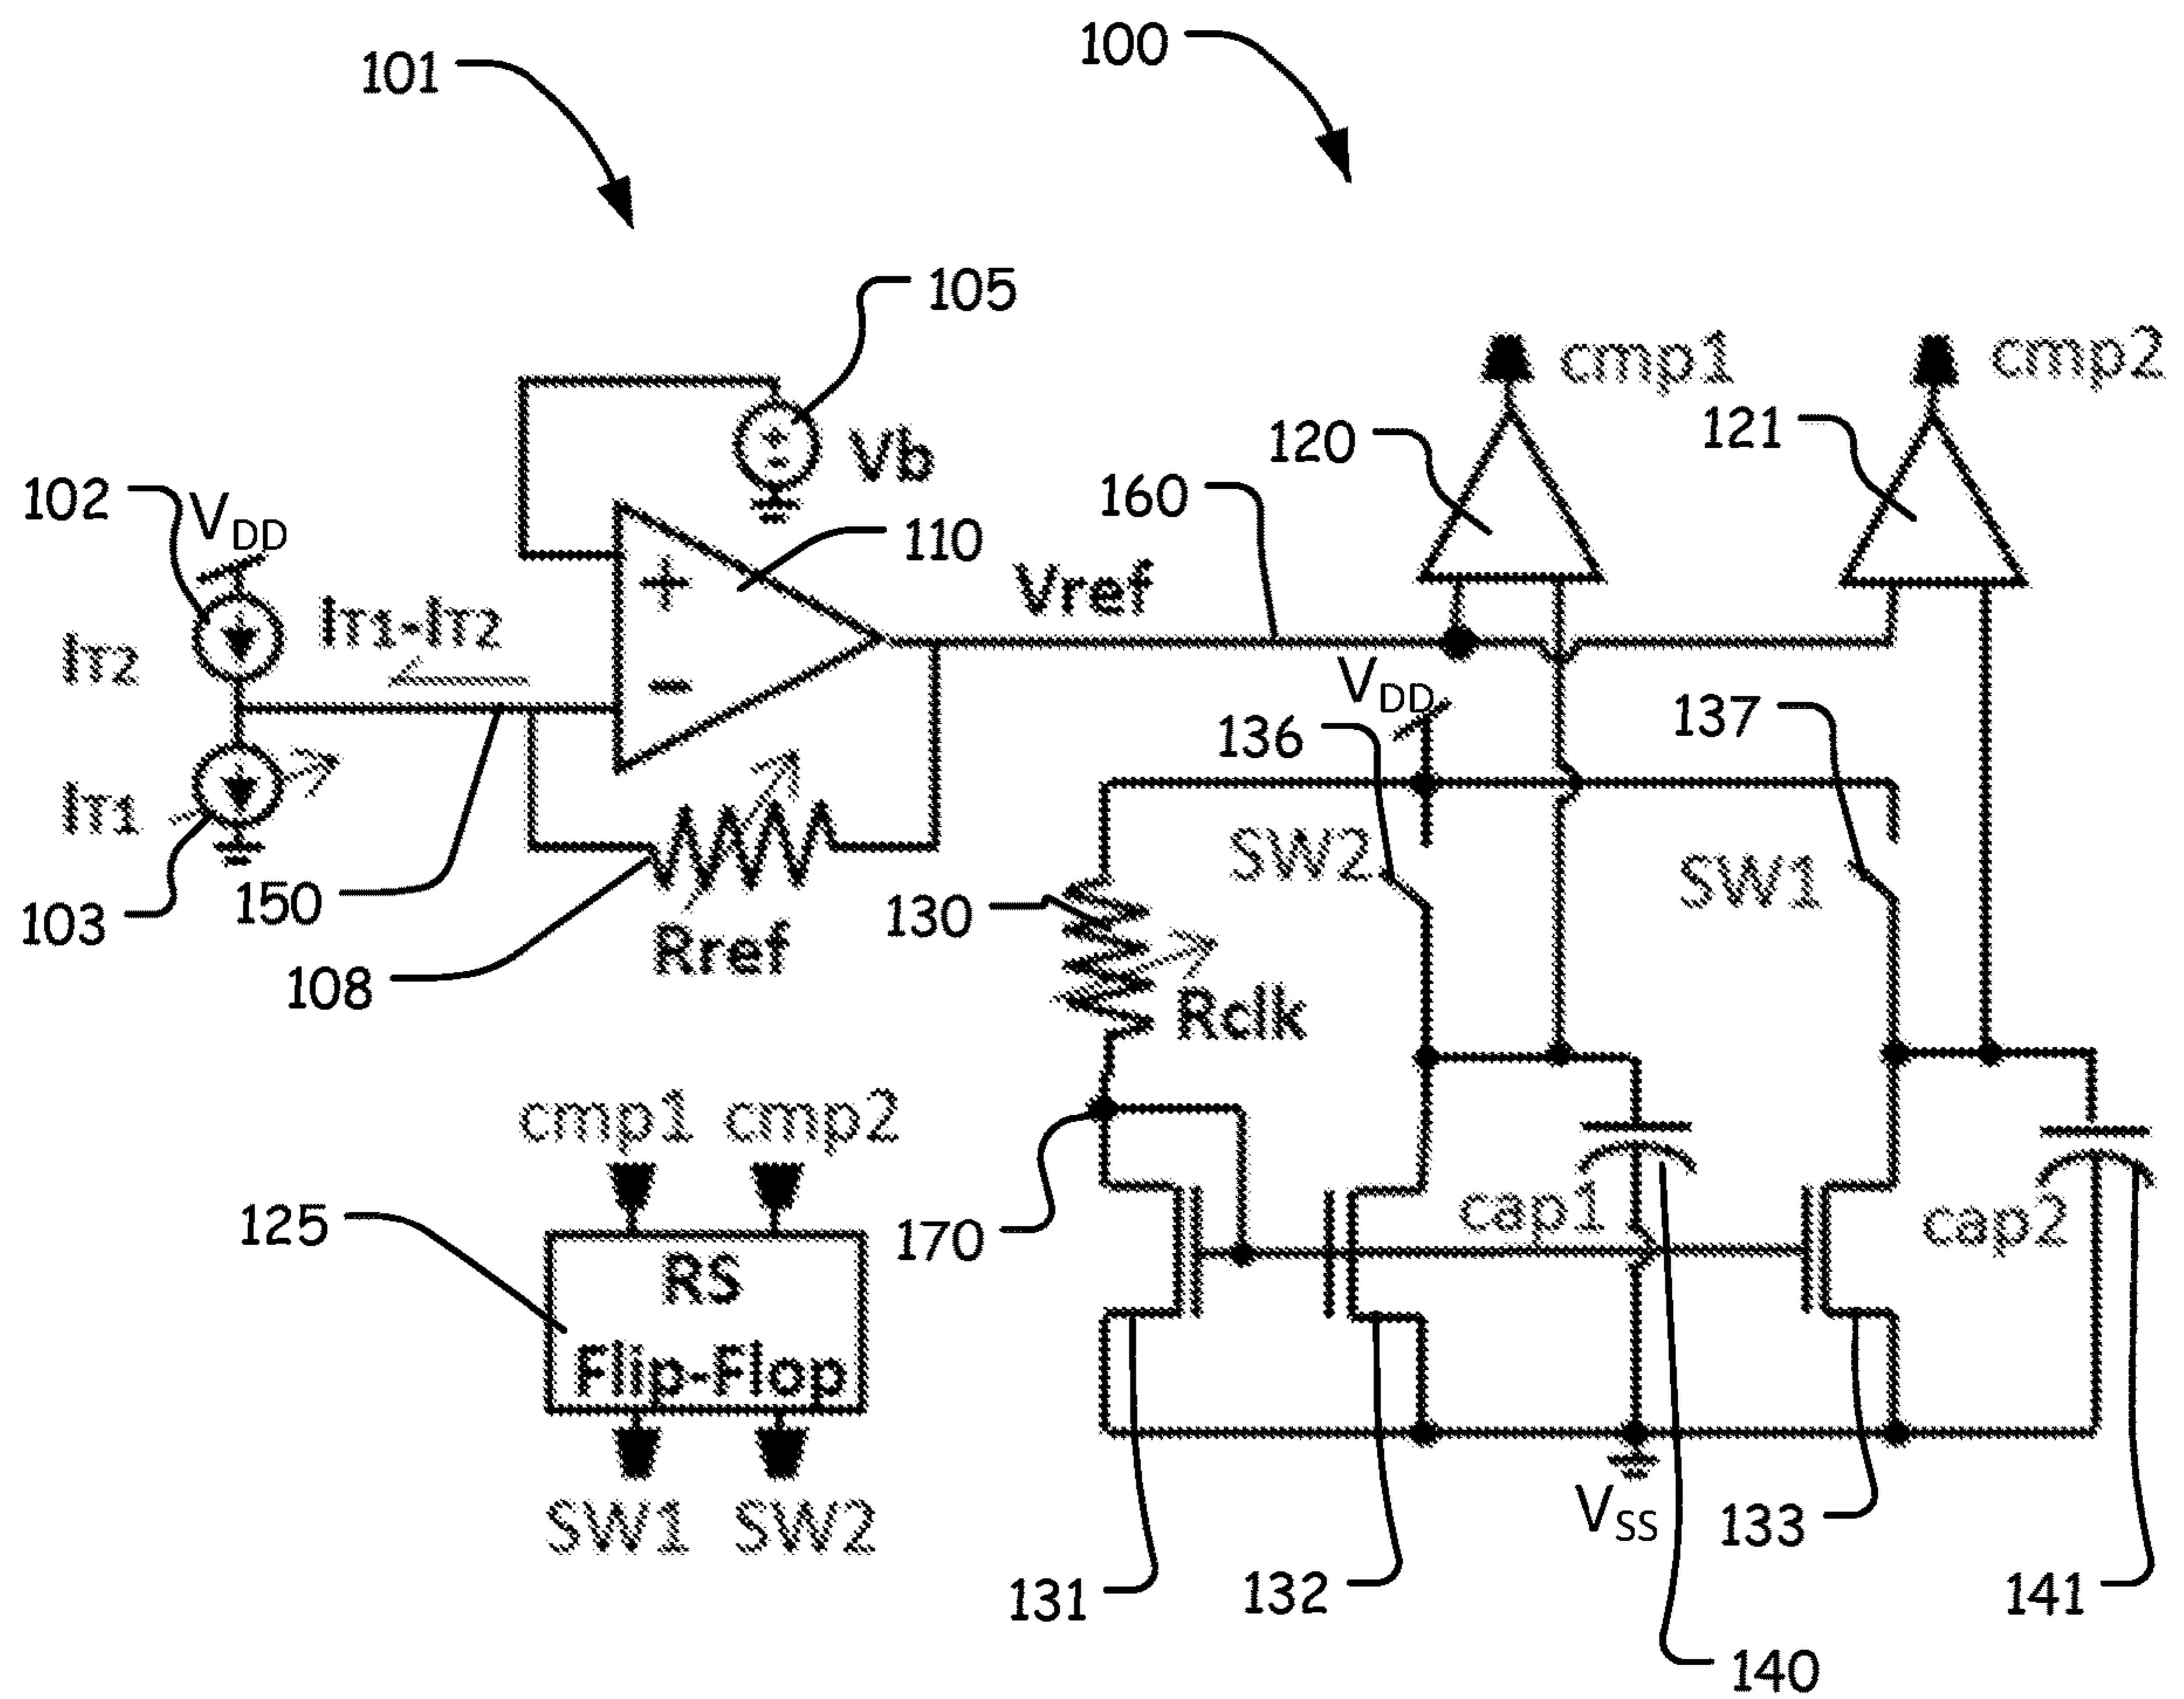 100
101
105
cmp1
cmp2
121
120
Vb
102
VDD
160
110
Vref
IT1-IT2
IT2
VDD
137
136
IT1
SW2
SW1
150
130
103
Rref
108
Rclk
cmp1 cmp2
cap1
cap2
125
170
RS
Flip-Flop
VSS
133
SW1 SW2
131
132
141
140
+
-
+
-